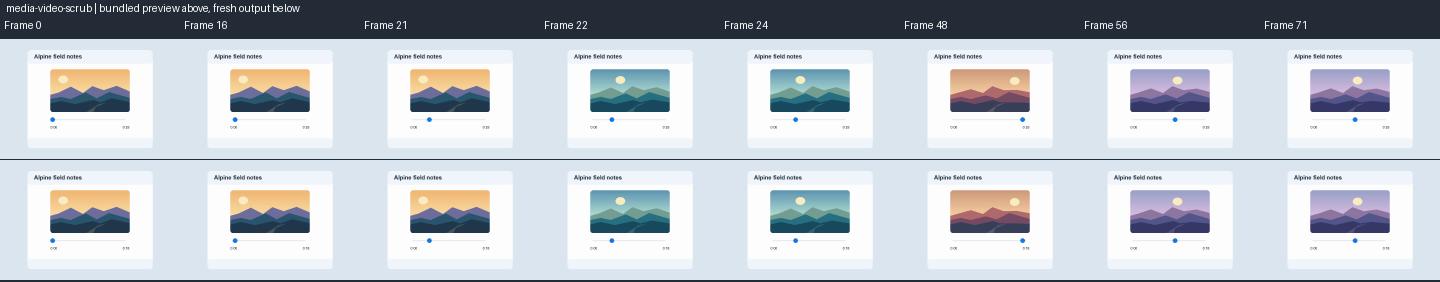 media-video-scrub | bundled preview above, fresh output below
Frame 0 Frame 16 Frame 21 Frame 22 Frame 24 Frame 48 Frame 56 Frame 71
Alpine field notes Alpine field notes Alpine field notes Alpine field notes Alpine field notes Alpine field notes Alpine field notes Alpine field notes
Alpine field notes Alpine field notes Alpine field notes Alpine field notes Alpine field notes Alpine field notes Alpine field notes Alpine field notes